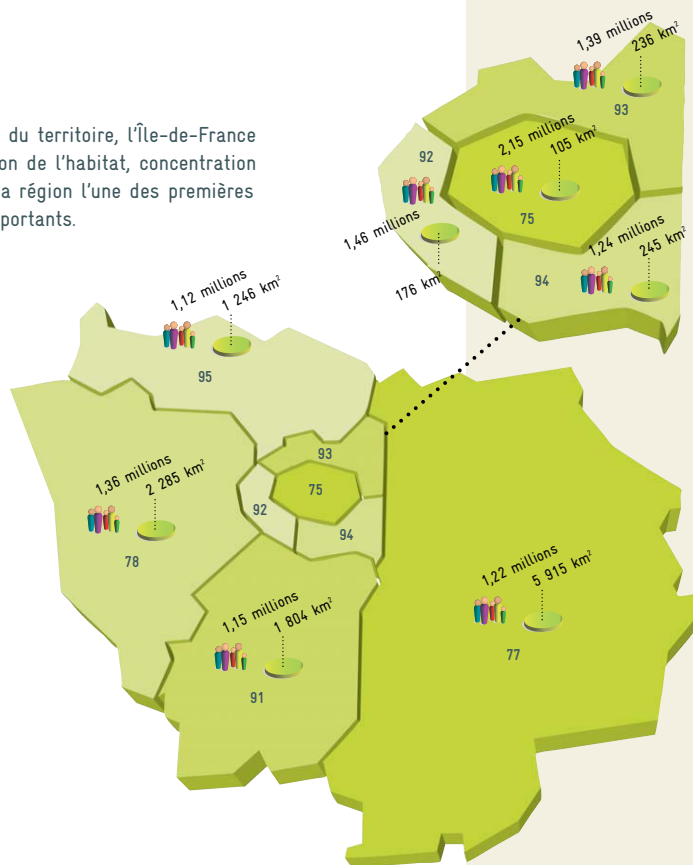 du territoire, l'Île-de-France
on de l'habitat, concentration
a région l'une des premières
portants.
1,39 millions
236 km²
93
92
2,15 millions
105 km²
75
1,46 millions
176 km²
1,24 millions
245 km²
94
1,12 millions
1 246 km²
95
93
75
92
94
1,36 millions
2 285 km²
78
1,22 millions
5 915 km²
77
1,15 millions
1 804 km²
91